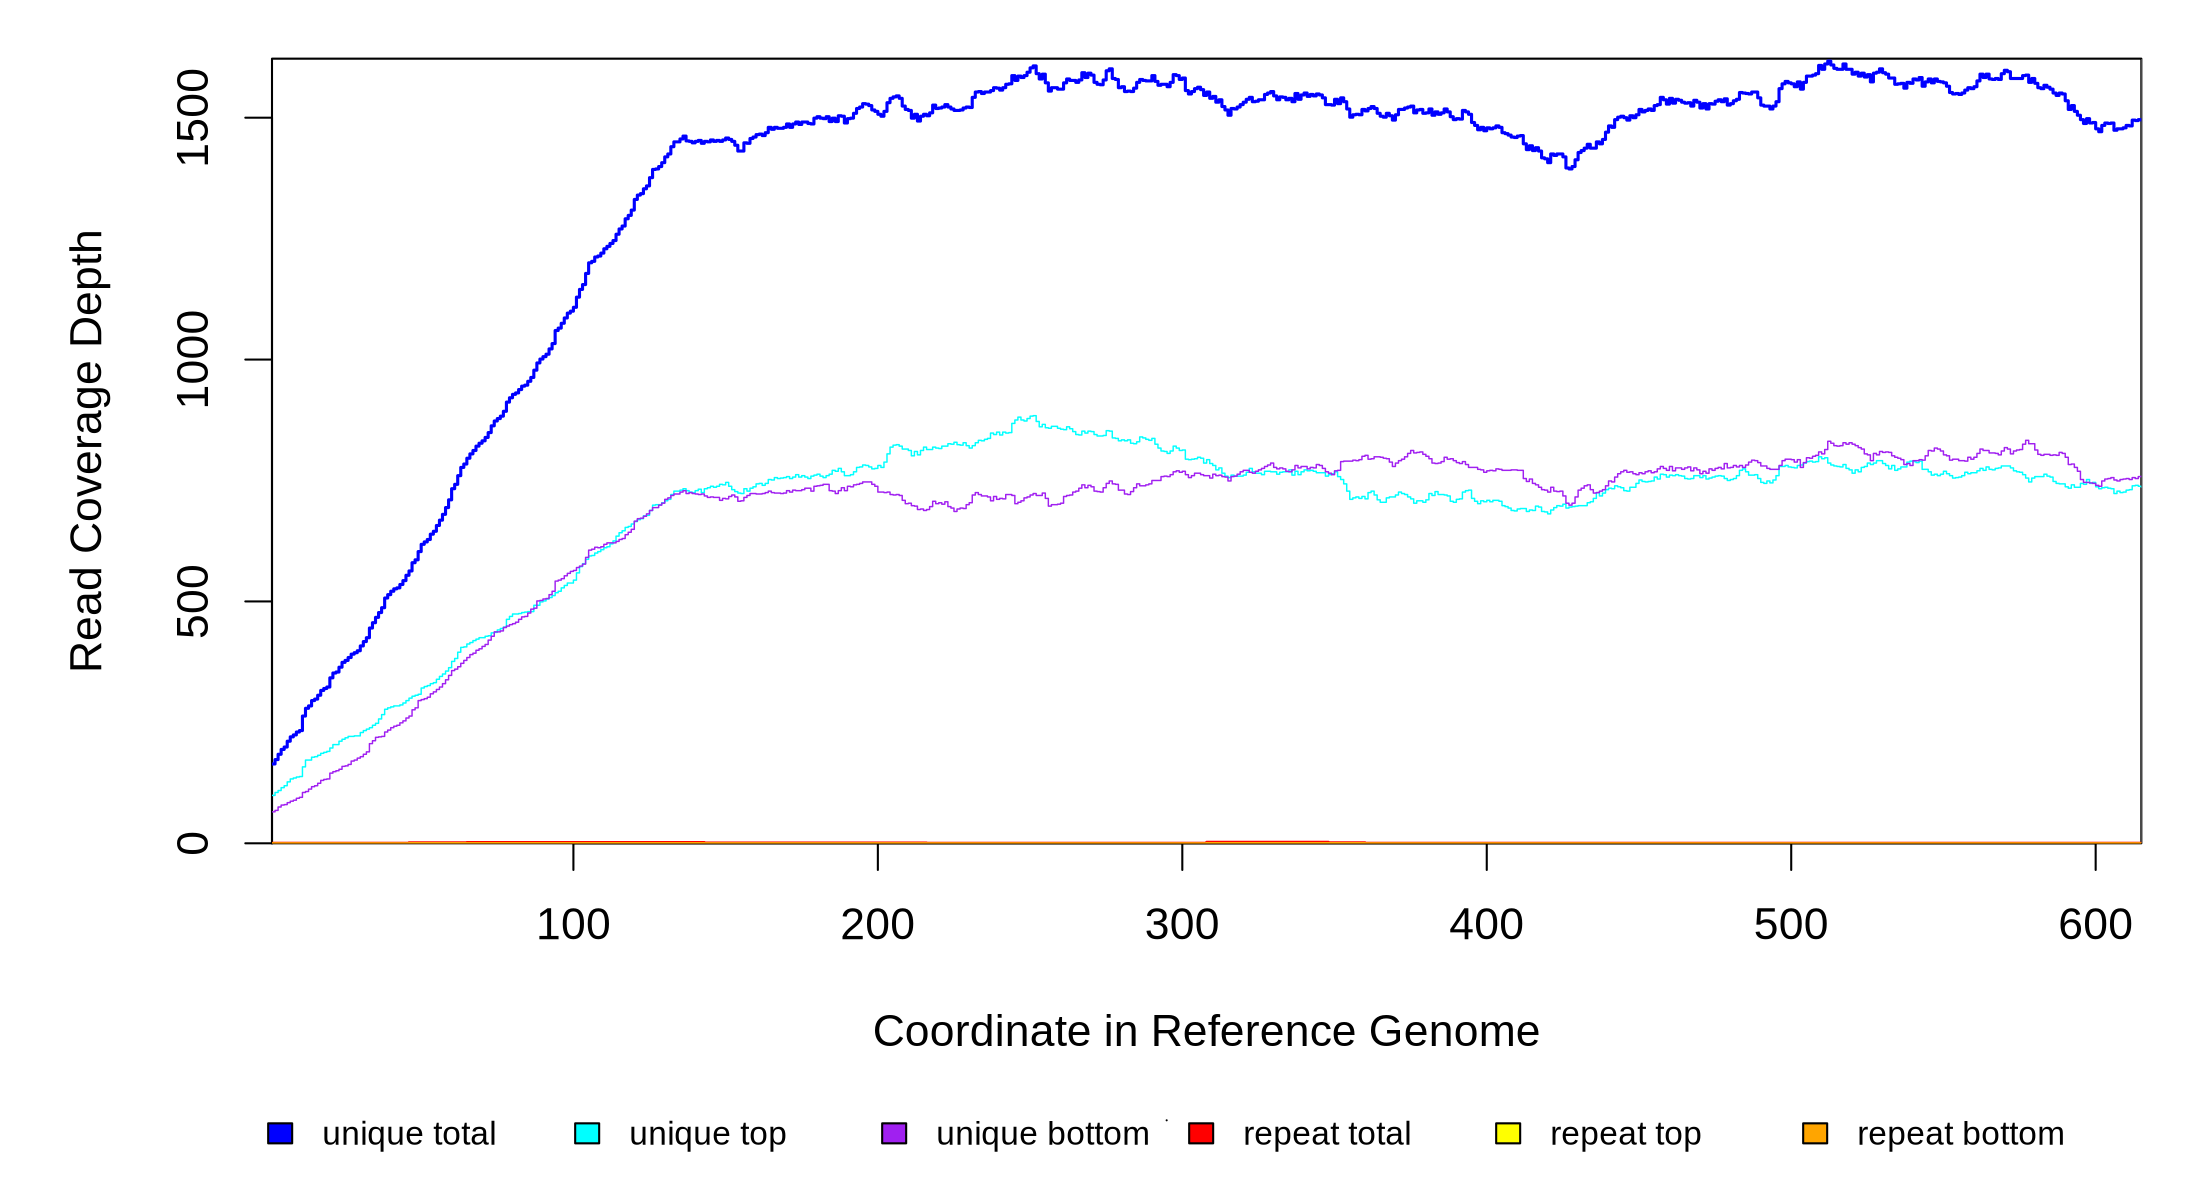 Read Coverage Depth
1500
1000
500
0
100 200 300 400 500 600
Coordinate in Reference Genome
unique total unique top unique bottom repeat total repeat top repeat bottom